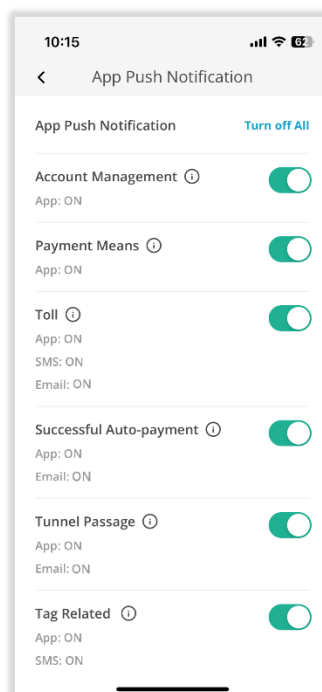 10:15
62
App Push Notification
App Push Notification Turn off All
Account Management
App: ON
Payment Means
App: ON
Toll
App: ON
SMS: ON
Email: ON
Successful Auto-payment
App: ON
Email: ON
Tunnel Passage
App: ON
Email: ON
Tag Related
App: ON
SMS: ON